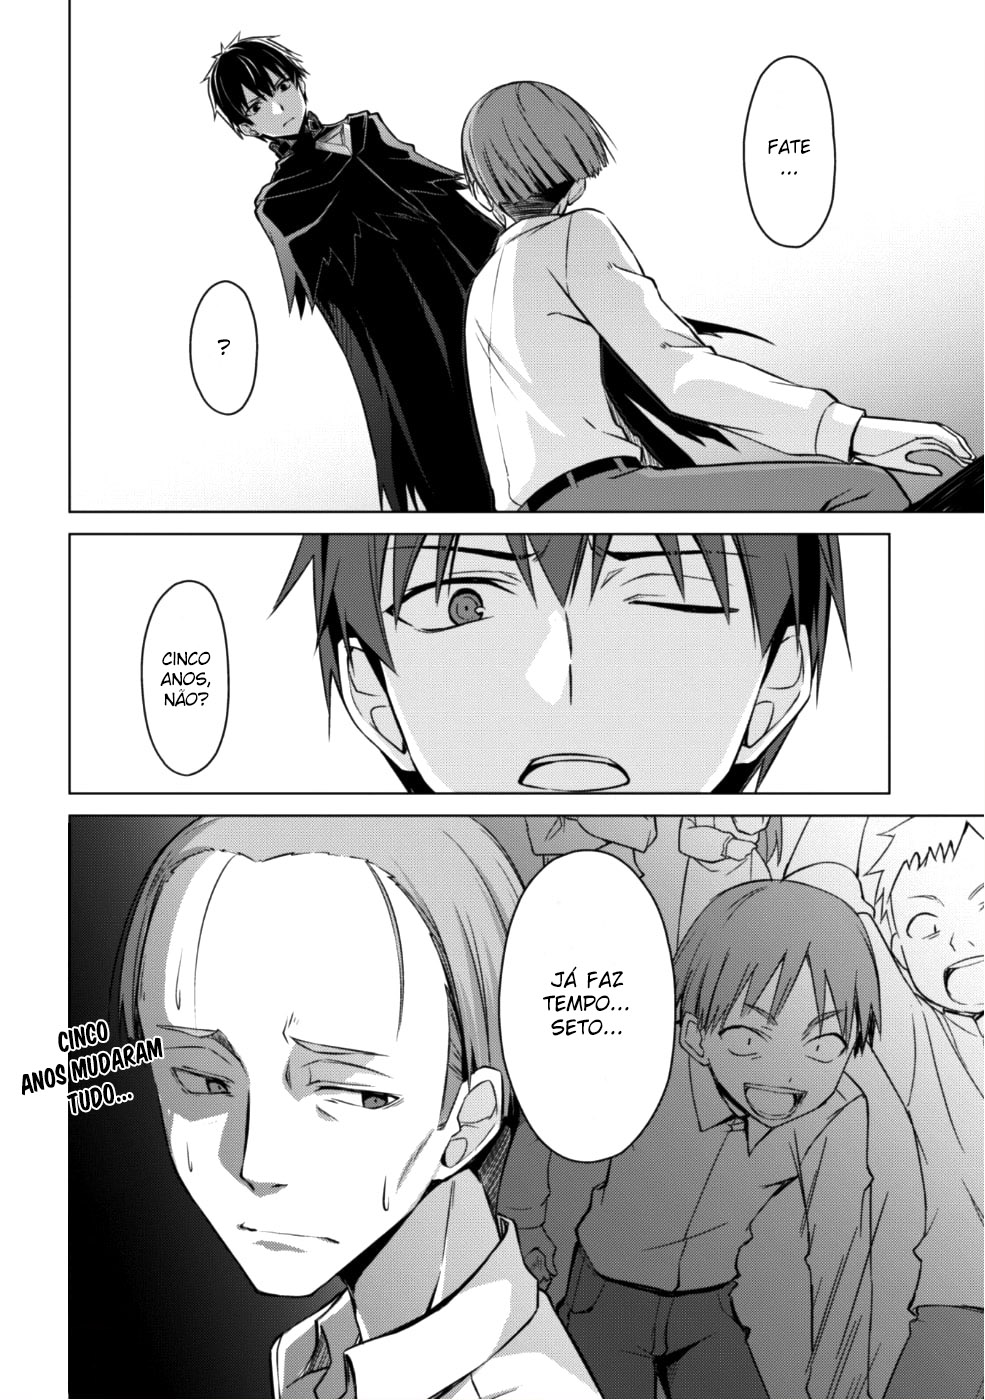 FATE
...
?
CINCO
ANOS,
NÃO?
JÁ FAZ
TEMPO...
SETO...
CINCO
ANOS MUDARAM
TUDO...